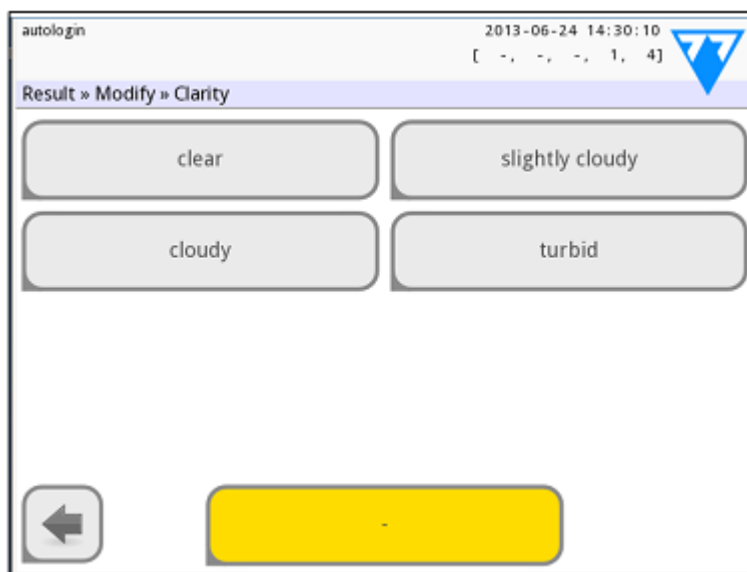 autologin
2013-06-24 14:30:10
[ -, -, -, 1, 4]
Result » Modify » Clarity
clear
slightly cloudy
cloudy
turbid
-